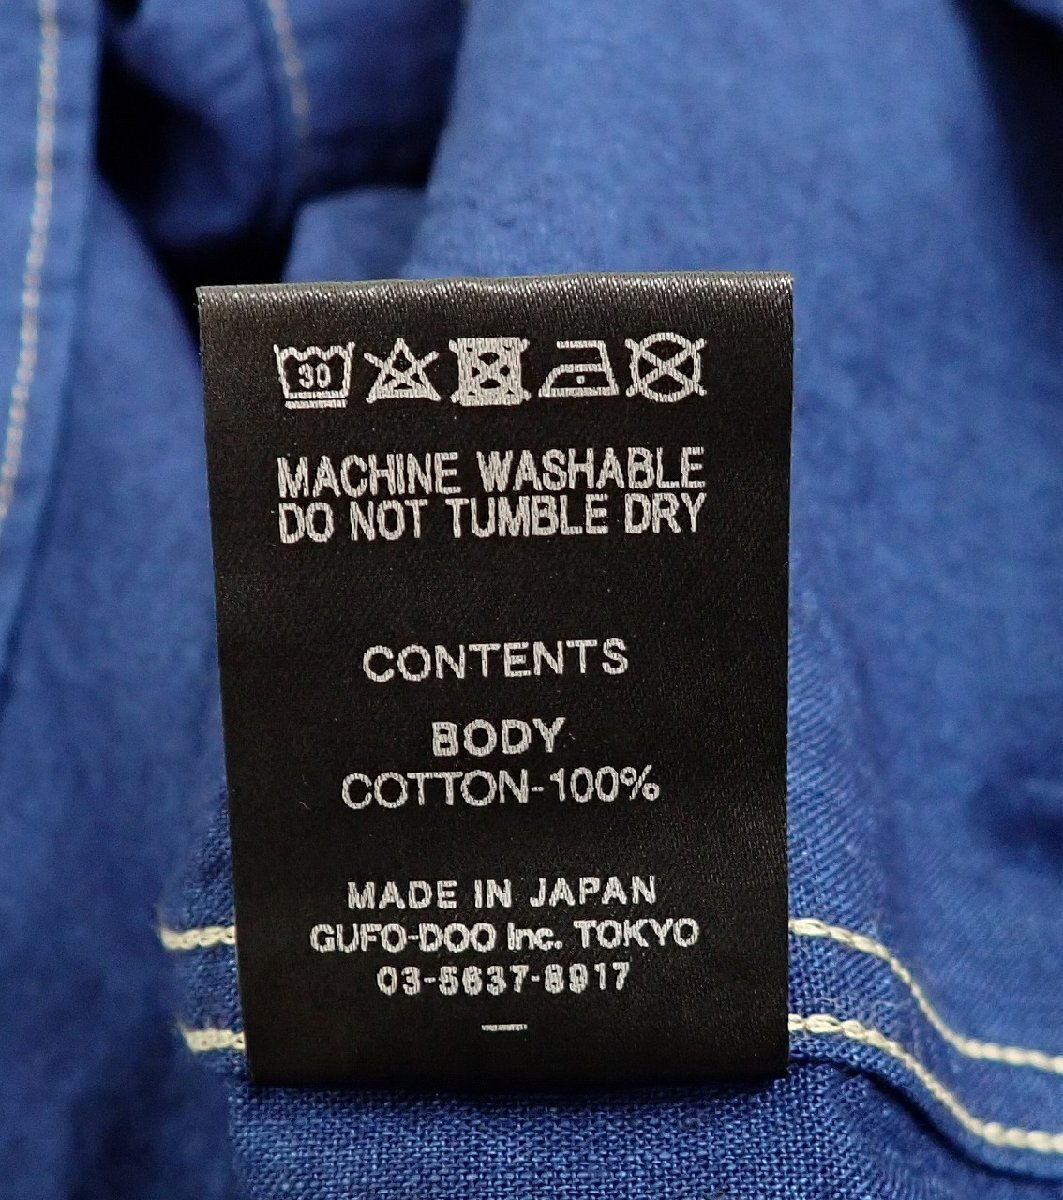 30
MACHINE WASHABLE
DO NOT TUMBLE DRY
CONTENTS
BODY
COTTON-100%
MADE IN JAPAN
GUFO-DOO Inc. TOKYO
03-5637-8917